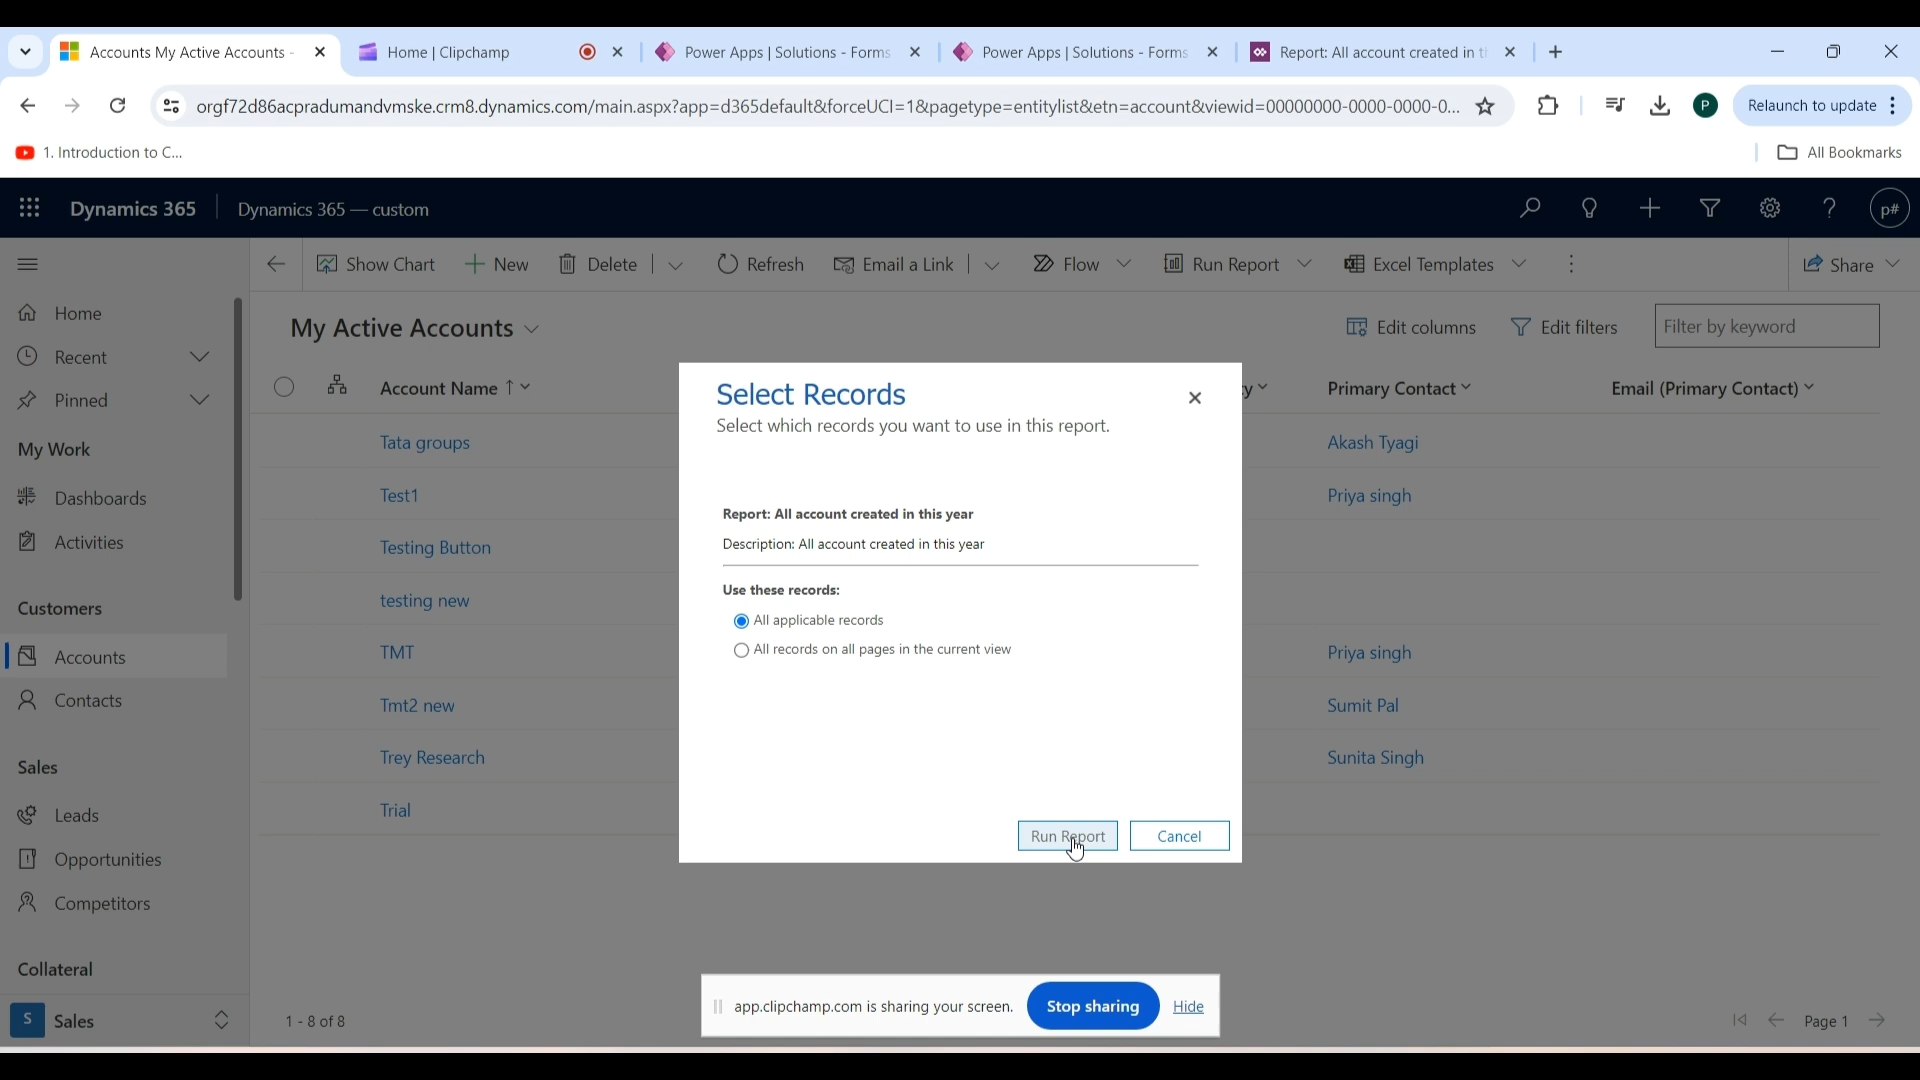 Accounts My Active Accounts -
Home | Clipchamp
Power Apps | Solutions - Forms
Power Apps | Solutions - Forms
Report: All account created in t
orgf72d86acpradumandvmske.crm8.dynamics.com/main.aspx?app=d365default&forceUCI=1&pagetype=entitylist&etn=account&viewid=00000000-0000-0000-0...
P
Relaunch to update
1. Introduction to C...
All Bookmarks
Dynamics 365
Dynamics 365 — custom
p#
Show Chart
New
Delete
Refresh
Email a Link
Flow
Run Report
Excel Templates
Share
Home
Recent
Pinned
My Work
Dashboards
Activities
Customers
Accounts
Contacts
Sales
Leads
Opportunities
Competitors
Collateral
S
Sales
My Active Accounts
Edit columns
Edit filters
Filter by keyword
Account Name ↑
y
Primary Contact
Email (Primary Contact)
Tata groups
Akash Tyagi
Test1
Priya singh
Testing Button
testing new
TMT
Priya singh
Tmt2 new
Sumit Pal
Trey Research
Sunita Singh
Trial
1 - 8 of 8
Page 1
Select Records
Select which records you want to use in this report.
Report: All account created in this year
Description: All account created in this year
Use these records:
All applicable records
All records on all pages in the current view
Run Report
Cancel
app.clipchamp.com is sharing your screen.
Stop sharing
Hide